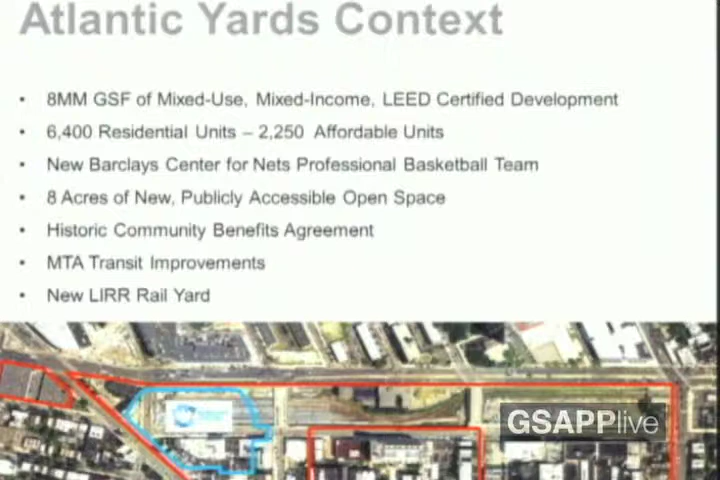 Atlantic Yards Context
• 8MM GSF of Mixed-Use, Mixed-Income, LEED Certified Development
• 6,400 Residential Units – 2,250 Affordable Units
• New Barclays Center for Nets Professional Basketball Team
• 8 Acres of New, Publicly Accessible Open Space
• Historic Community Benefits Agreement
• MTA Transit Improvements
• New LIRR Rail Yard
GSAPPlive